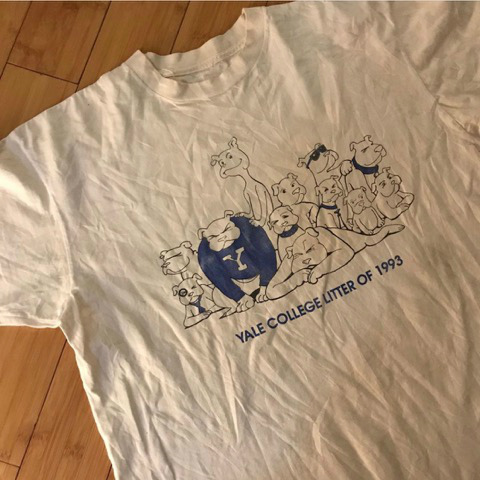 Y
YALE COLLEGE LITTER OF 1993